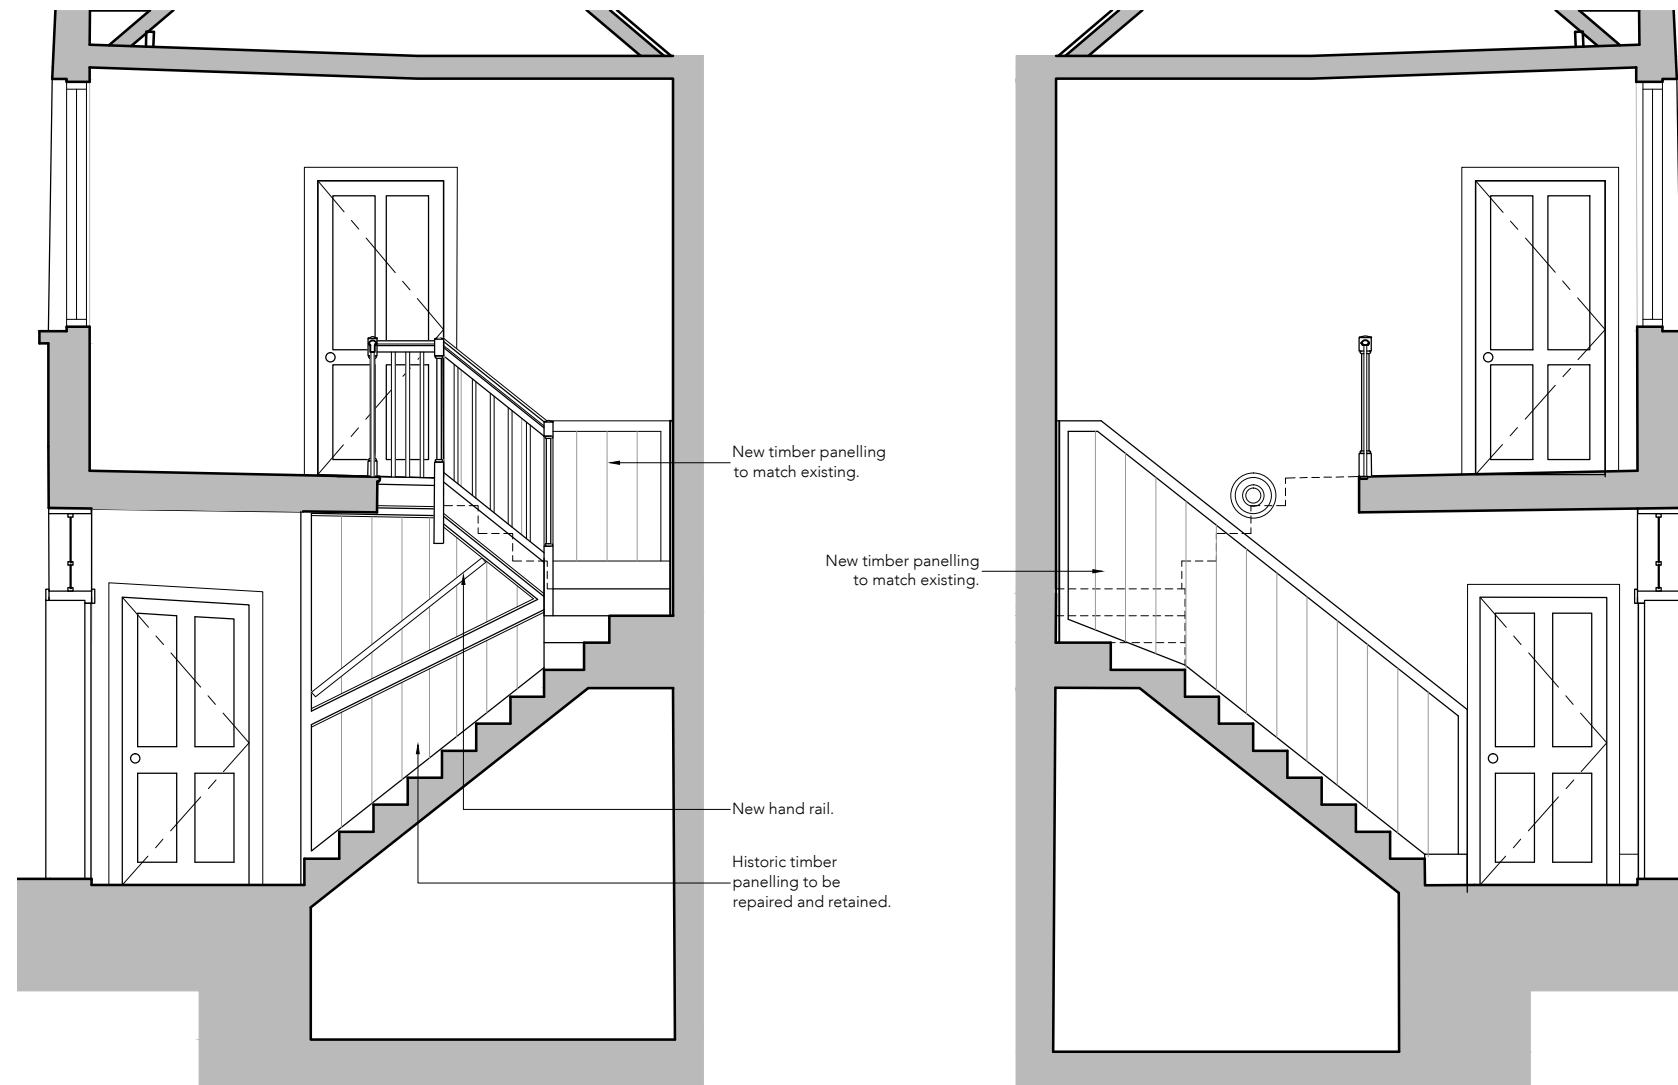 New timber panelling
to match existing.
New timber panelling
to match existing.
New hand rail.
Historic timber
panelling to be
repaired and retained.